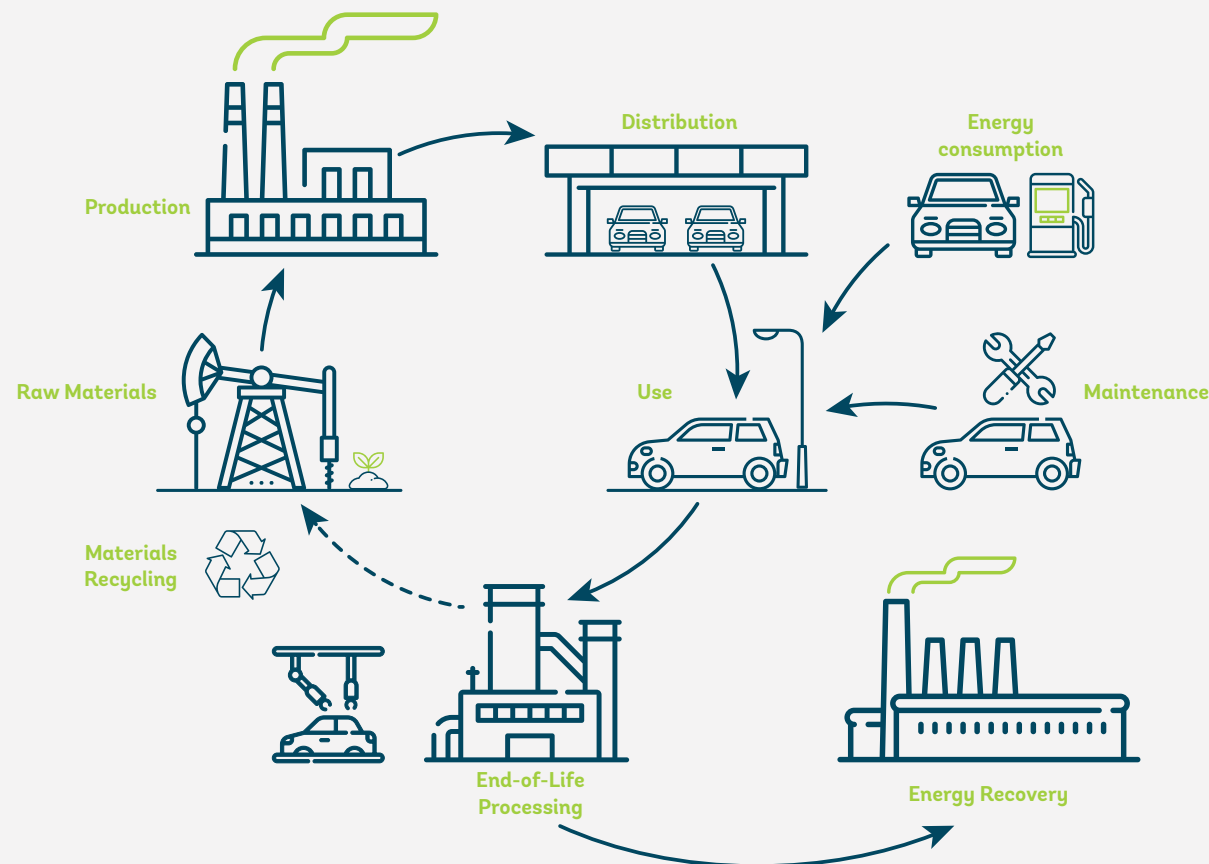 Distribution
Energy
consumption
Production
Raw Materials
Use
Maintenance
Materials
Recycling
End-of-Life
Processing
Energy Recovery